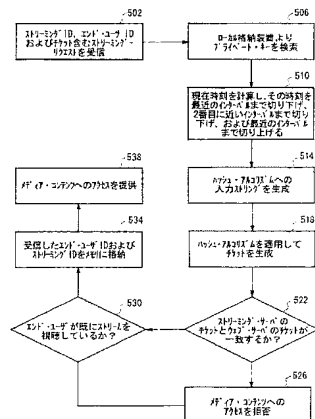 502
ストリーミングID、エンド・ユーザID
およびチケット含むストリーミング・
リクエストを受信
506
ローカル格納装置より
プライベート・キーを検索
510
現在時刻を計算し、その時刻を
最近のインターバルまで切り下げ、
2番目に近いインターバルまで切り
下げ、および最近のインターバル
まで切り上げる
514
ハッシュ・アルゴリズムへの
入力ストリングを生成
518
ハッシュ・アルゴリズムを適用して
チケットを生成
522
ストリーミング・サーバの
チケットとウェブ・サーバのチケットが
一致するか?
526
メディア・コンテンツへの
アクセスを拒否
530
エンド・ユーザが既にストリームを
視聴しているか?
534
受信したエンド・ユーザIDおよび
ストリーミングIDをメモリに格納
538
メディア・コンテンツへのアクセスを提供